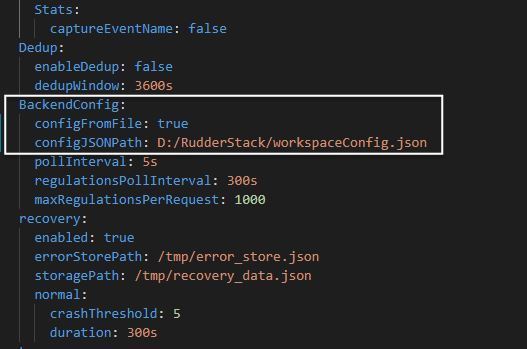 Stats:
captureEventName: false
Dedup:
enableDedup: false
dedupWindow: 3600s
BackendConfig:
configFromFile: true
configJSONPath: D:/RudderStack/workspaceConfig.json
pollInterval: 5s
regulationsPollInterval: 300s
maxRegulationsPerRequest: 1000
recovery:
enabled: true
errorStorePath: /tmp/error_store.json
storagePath: /tmp/recovery_data.json
normal:
crashThreshold: 5
duration: 300s